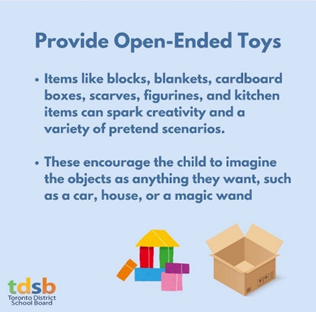 Provide Open-Ended Toys
• Items like blocks, blankets, cardboard
boxes, scarves, figurines, and kitchen
items can spark creativity and a
variety of pretend scenarios.
• These encourage the child to imagine
the objects as anything they want, such
as a car, house, or a magic wand
tdsb
Toronto District
School Board